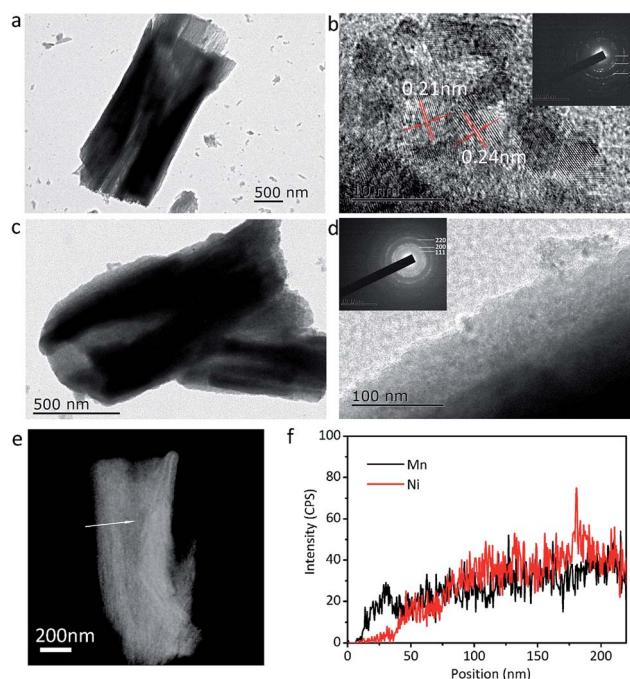 a
500 nm
b
0.21nm
0.24nm
10 nm
c
500 nm
d
220
200
111
100 nm
e
200nm
f
Mn
Ni
Intensity (CPS)
100
80
60
40
20
0
0 50 100 150 200
Position (nm)